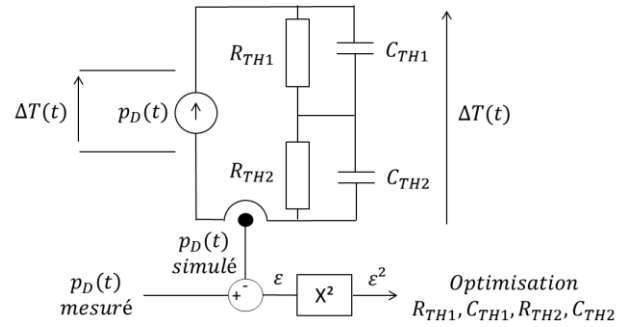 R_TH1
C_TH1
ΔT(t)
p_D(t)
ΔT(t)
R_TH2
C_TH2
p_D(t)
simulé
p_D(t)
mesuré
+
-
ε
X²
ε²
Optimisation
R_TH1, C_TH1, R_TH2, C_TH2